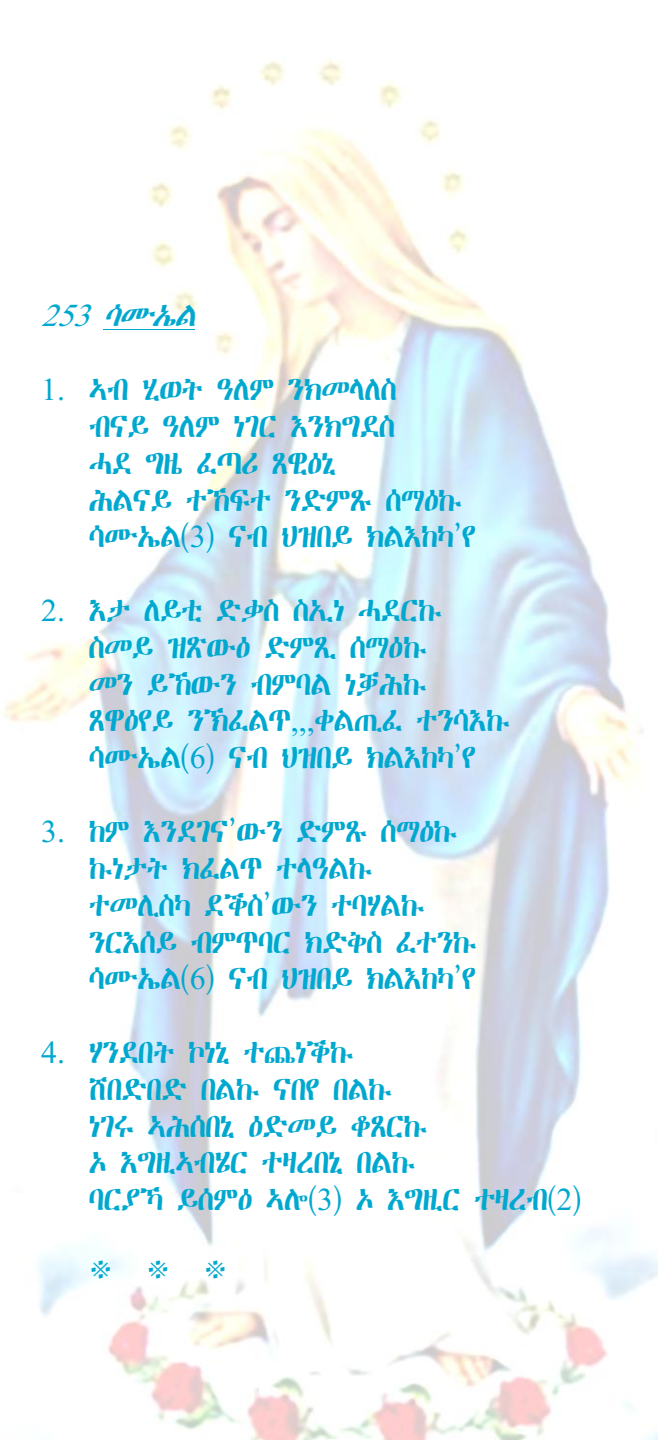 253 ሳሙኤል
1. ኣብ ሂወት ዓለም ንክመላለስ
ብናይ ዓለም ነገር እንክግደስ
ሓደ ግዜ ፈጣሪ ጸዊዕኒ
ሕልናይ ተኸፍተ ንድምጹ ሰማዕኩ
ሳሙኤል(3) ናብ ህዝበይ ክልእከካ'የ
2. እታ ለይቲ ድቃስ ስኢነ ሓደርኩ
ስመይ ዝጽውዕ ድምጺ ሰማዕኩ
መን ይኸውን ብምባል ነቓሕኩ
ጸዋዕየይ ንኽፈልጥ,,,ቀልጢፈ ተንሳእኩ
ሳሙኤል(6) ናብ ህዝበይ ክልእከካ'የ
3. ከም እንደገና'ውን ድምጹ ሰማዕኩ
ኩነታት ክፈልጥ ተላዓልኩ
ተመሊስካ ደቅስ'ውን ተባሃልኩ
ንርእሰይ ብምጥባር ክድቅስ ፈተንኩ
ሳሙኤል(6) ናብ ህዝበይ ክልእከካ'የ
4. ሃንደበት ኮነኒ ተጨነቕኩ
ሸበድበድ በልኩ ናበየ በልኩ
ነገሩ ኣሕሰበኒ ዕድመይ ቆጸርኩ
ኦ እግዚኣብሄር ተዛረበኒ በልኩ
ባርያኻ ይሰምዕ ኣሎ(3) ኦ እግዚር ተዛረብ(2)
※ ※ ※